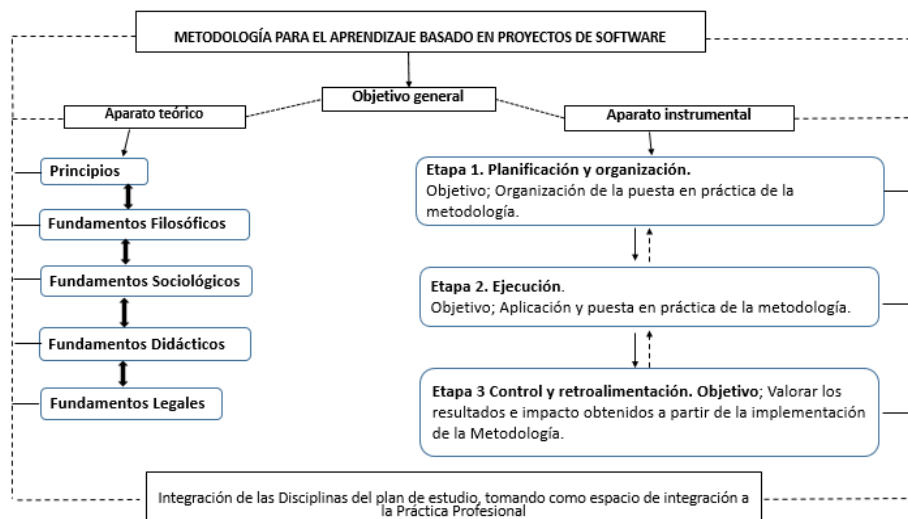 METODOLOGÍA PARA EL APRENDIZAJE BASADO EN PROYECTOS DE SOFTWARE
Objetivo general
Aparato teórico
Aparato instrumental
Principios
Fundamentos Filosóficos
Fundamentos Sociológicos
Fundamentos Didácticos
Fundamentos Legales
Etapa 1. Planificación y organización.
Objetivo; Organización de la puesta en práctica de la
metodología.
Etapa 2. Ejecución.
Objetivo; Aplicación y puesta en práctica de la metodología.
Etapa 3 Control y retroalimentación. Objetivo; Valorar los
resultados e impacto obtenidos a partir de la implementación
de la Metodología.
Integración de las Disciplinas del plan de estudio, tomando como espacio de integración a
la Práctica Profesional